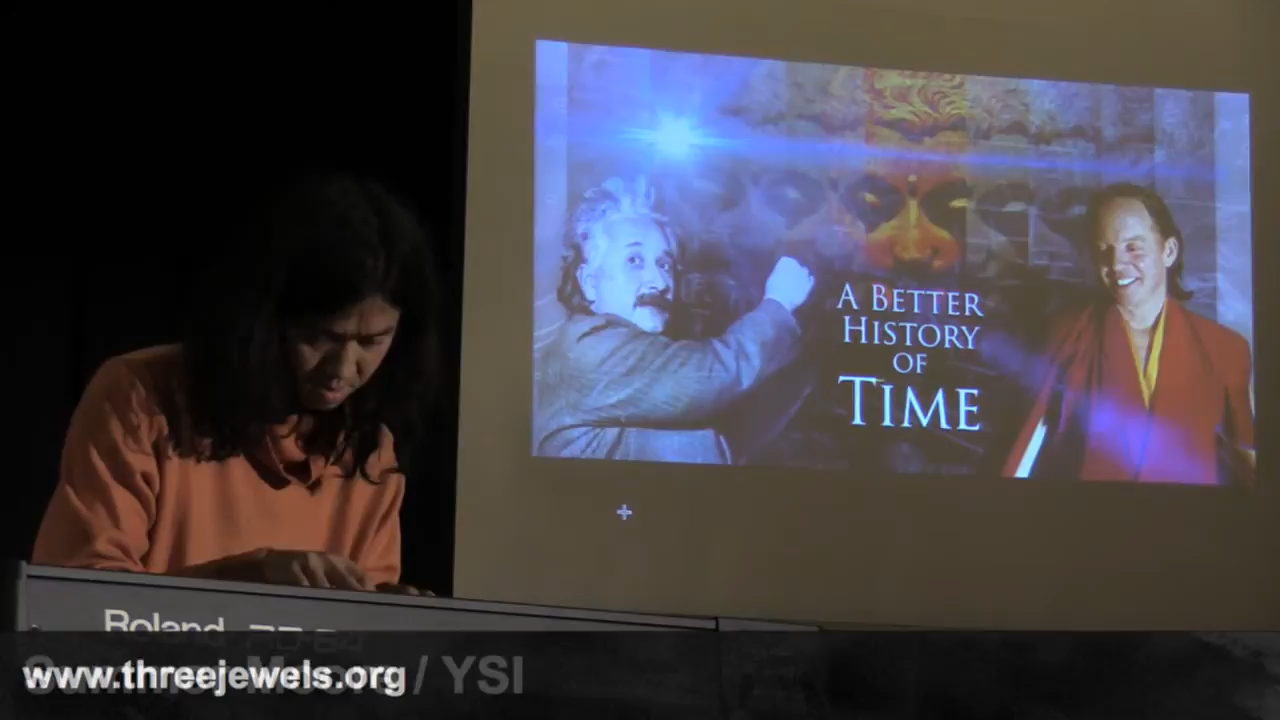 A BETTER
HISTORY
OF
TIME
Roland
www.threejewels.org
/ YSI